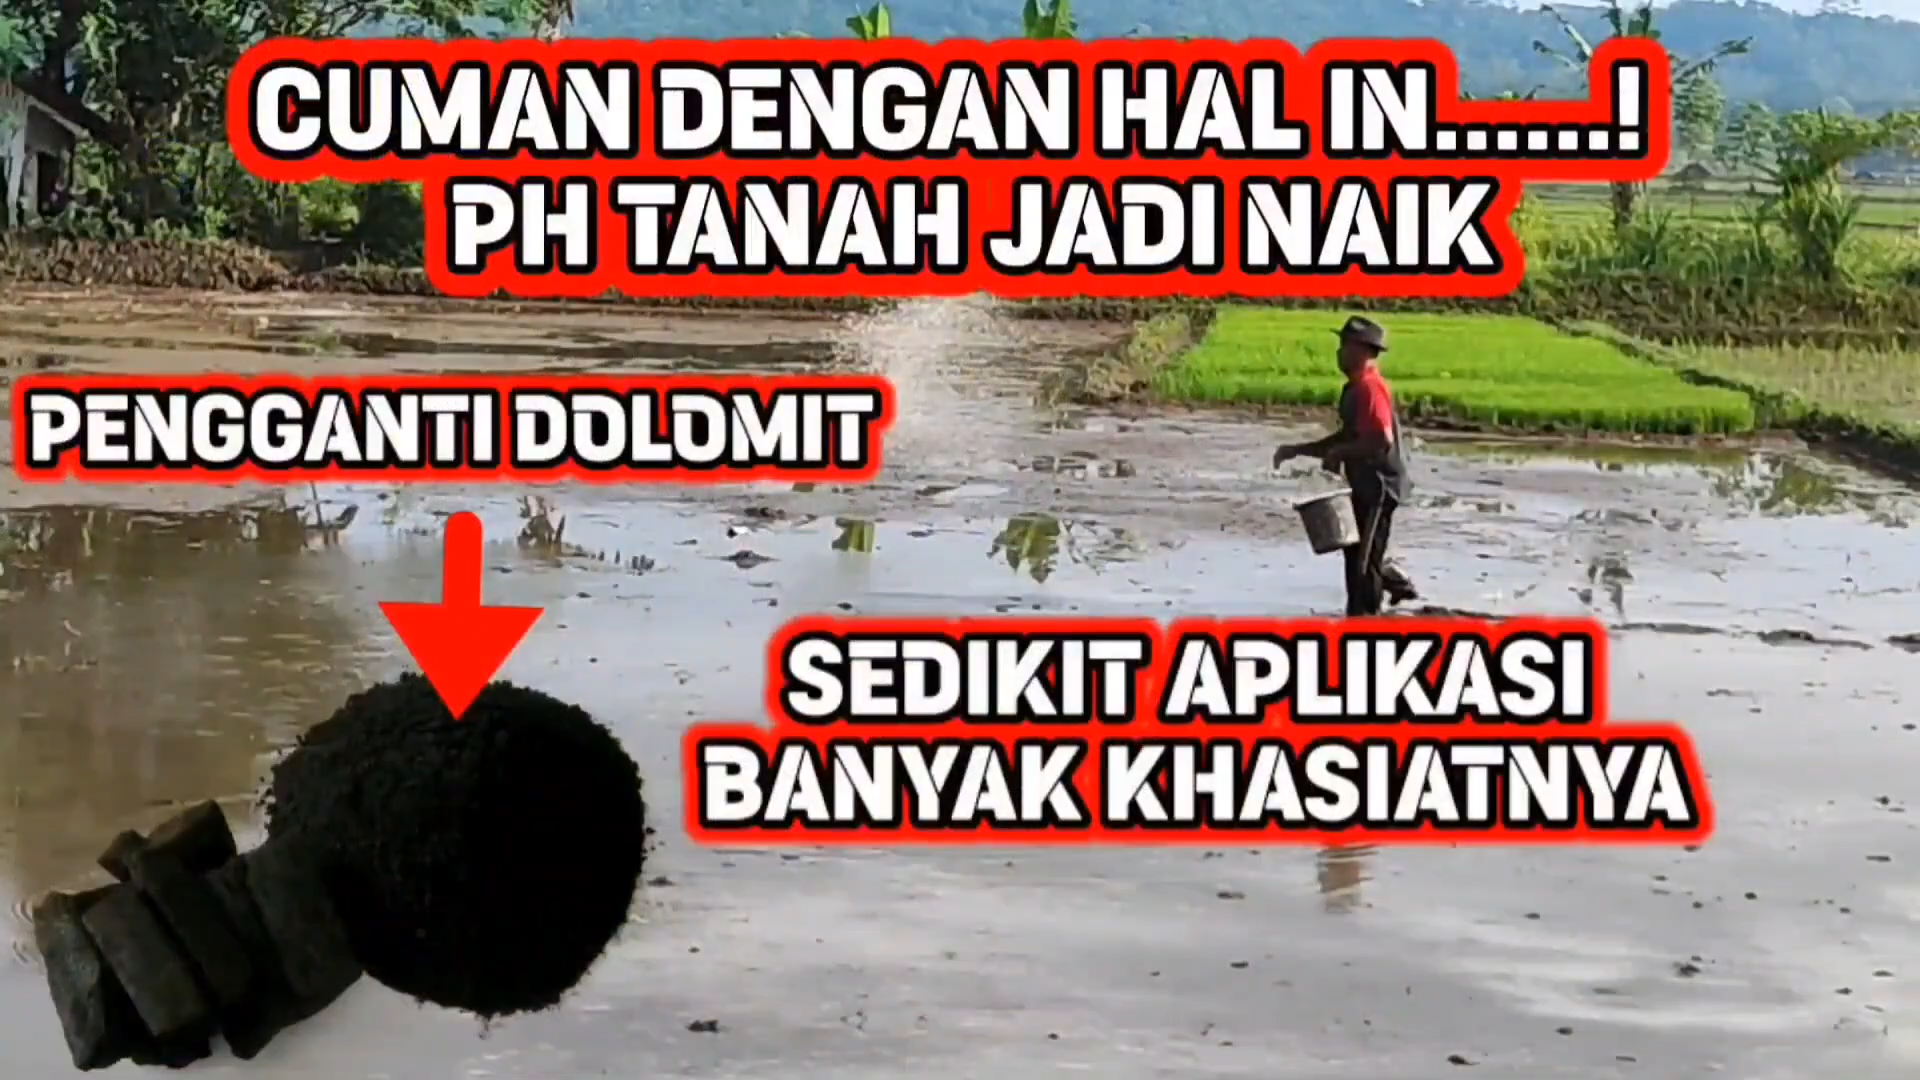 CUMAN DENGAN HAL IN......!
PH TANAH JADI NAIK
PENGGANTI DOLOMIT
SEDIKIT APLIKASI
BANYAK KHASIATNYA